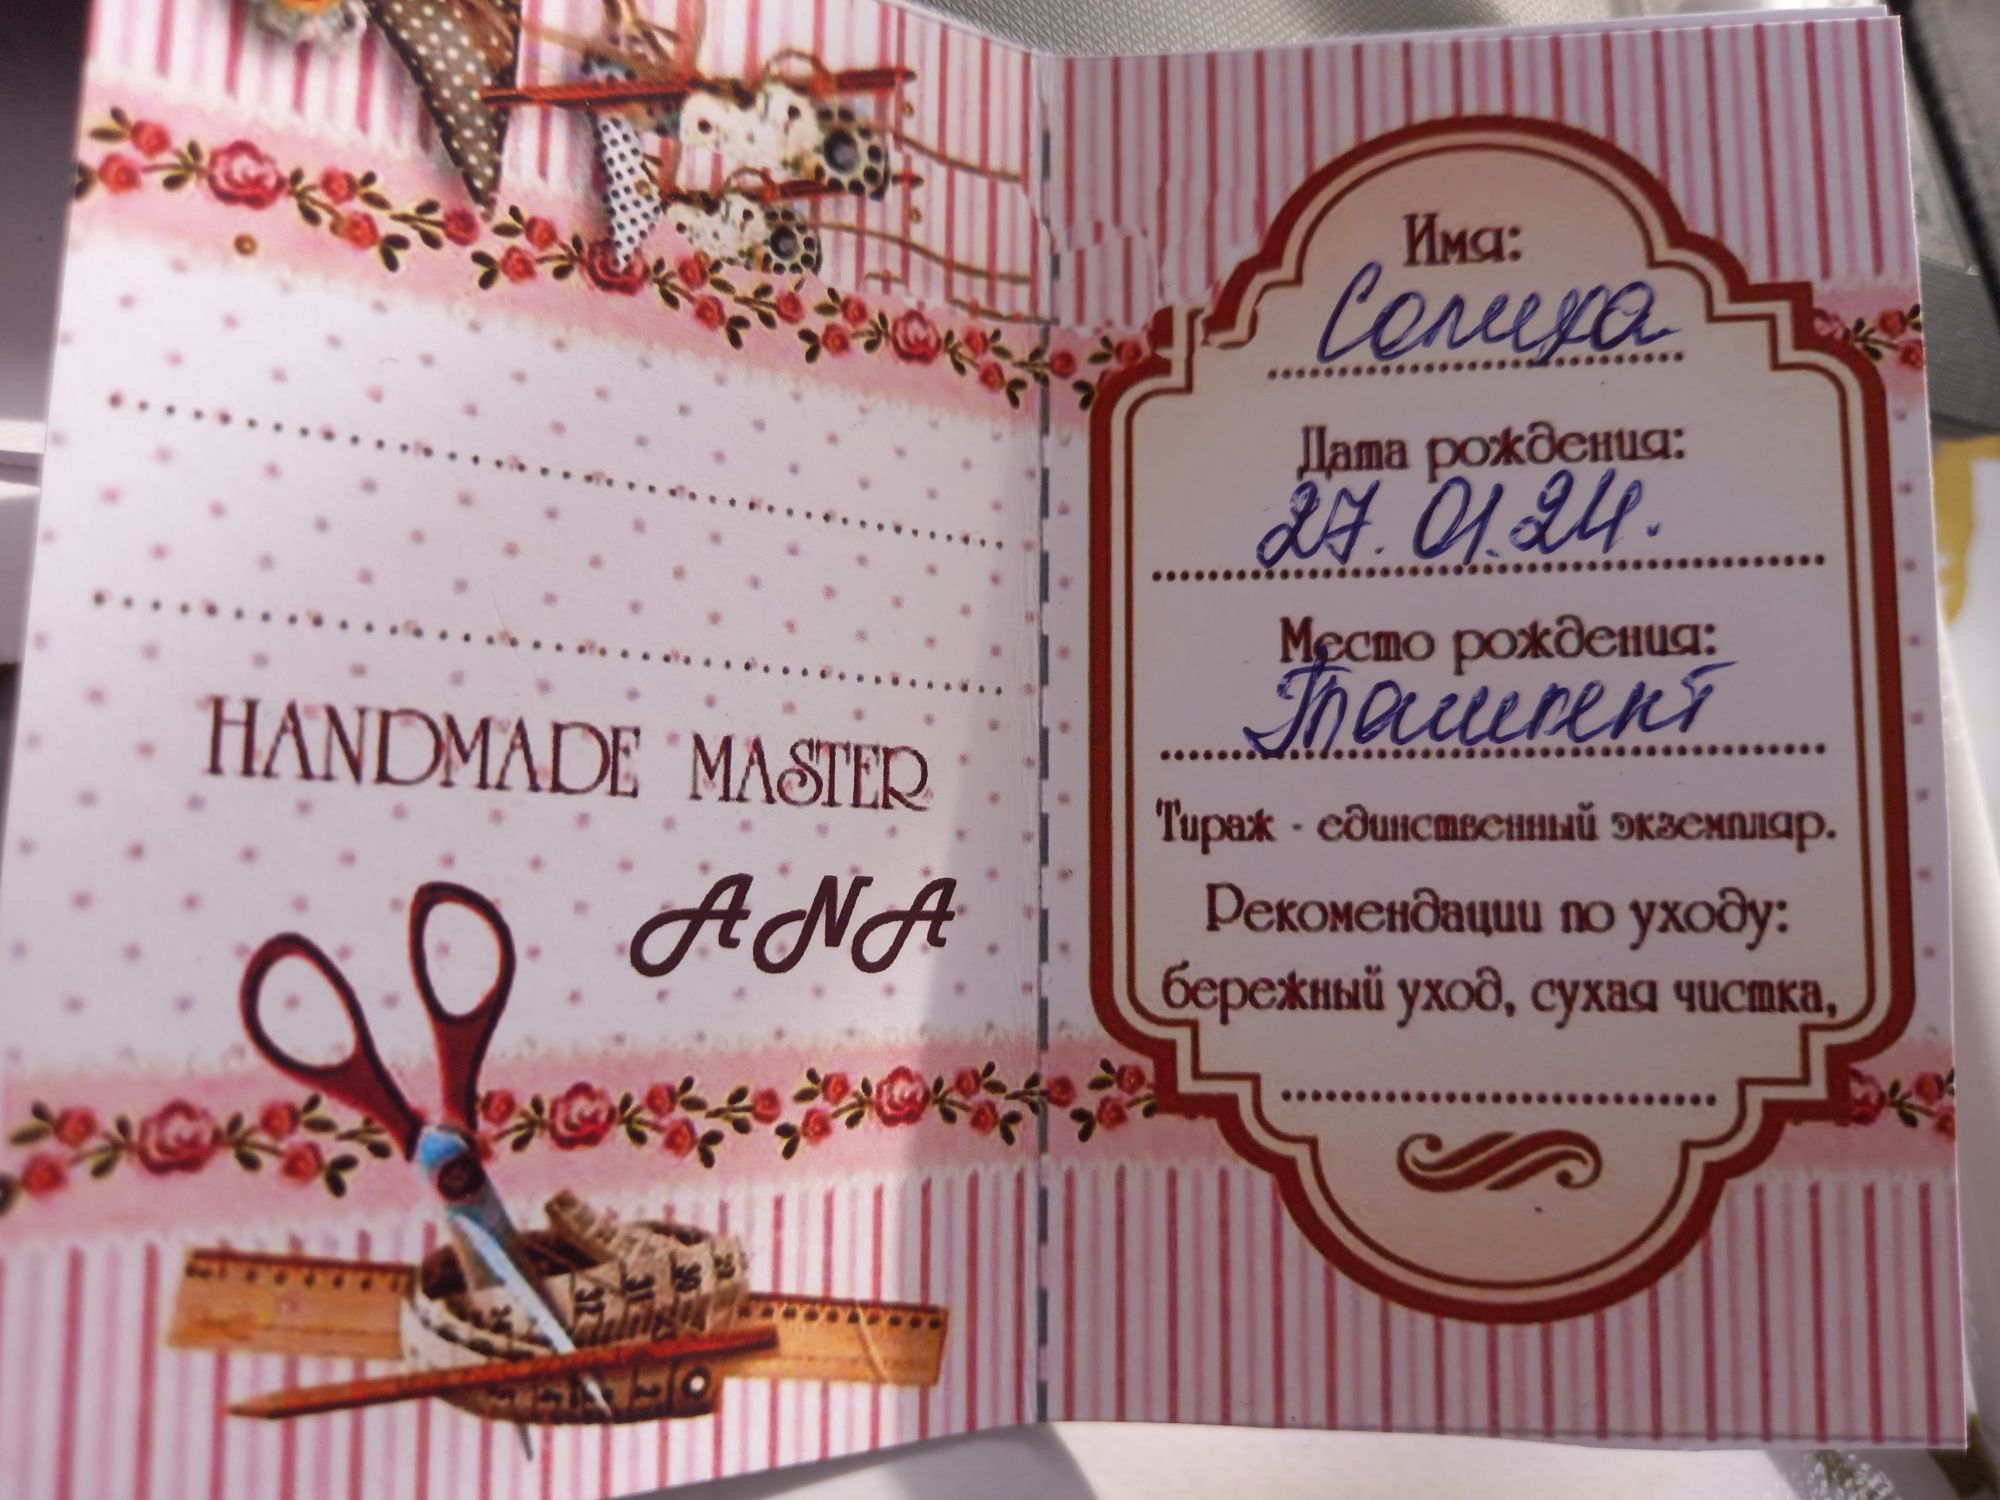 HANDMADE MASTER
ANA
Имя:
Солиха
Дата рождения:
27.01.24.
Место рождения:
Ташкент
Тираж - единственный экземпляр.
Рекомендации по уходу:
бережный уход, сухая чистка,